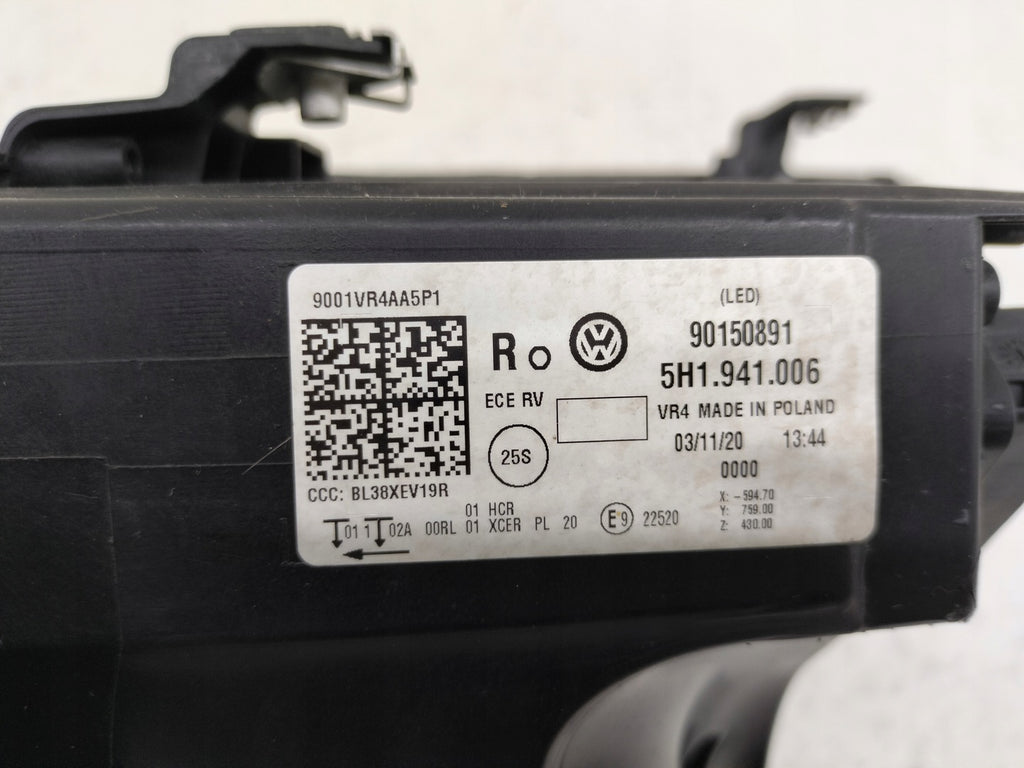 9001VR4AA5P1
(LED)
R
90150891
5H1.941.006
ECE RV
VR4 MADE IN POLAND
25S
03/11/20 13:44
0000
CCC: BL38XEV19R
X: -594.70
Y: 759.00
Z: 430.00
01 HCR
01 1 02A 00RL 01 XCER PL 20 E9 22520